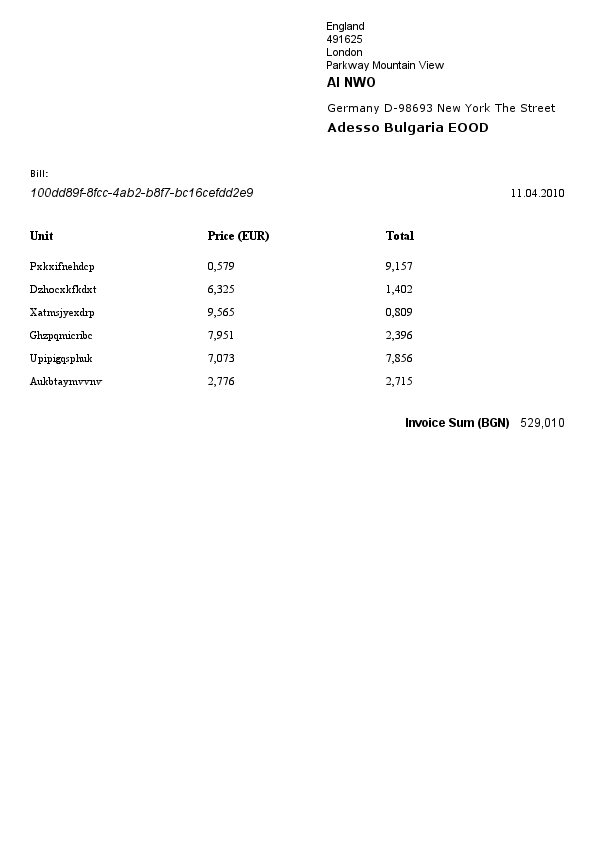 England
491625
London
Parkway Mountain View
AI NWO
Germany D-98693 New York The Street
Adesso Bulgaria EOOD
Bill:
100dd89f-8fcc-4ab2-b8f7-bc16cefdd2e9 11.04.2010
Unit Price (EUR) Total
Pxkxifnehdcp 0,579 9,157
Dzhocxkfkdxt 6,325 1,402
Xatmsjyexdrp 9,565 0,809
Ghzpqmicribc 7,951 2,396
Upipigqsphuk 7,073 7,856
Aukbtaymvvnv 2,776 2,715
Invoice Sum (BGN) 529,010